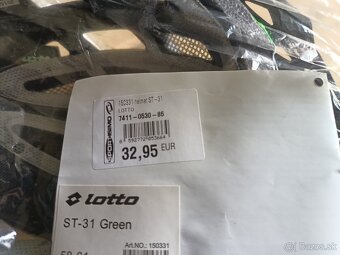 150331 helmet ST-31
LOTTO
7411-0530-85
32,95 EUR
lotto
ST-31 Green
Art.NO.: 150331
bazos.sk